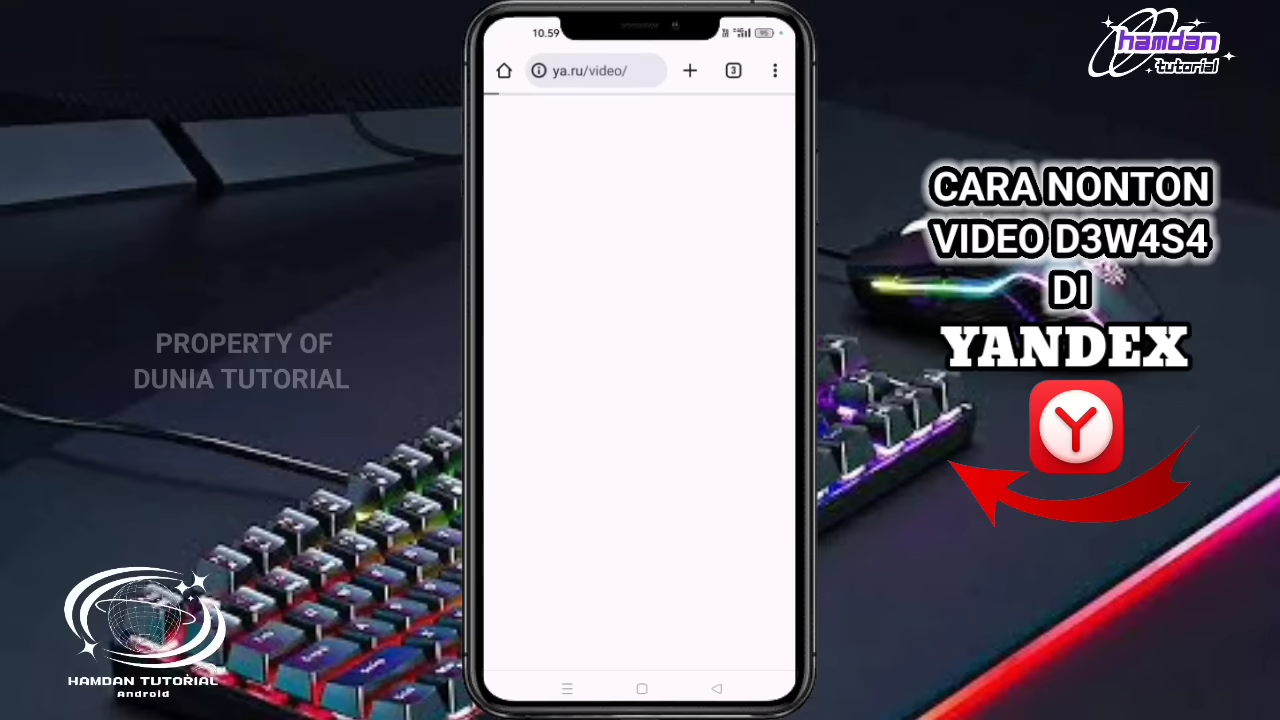 10.59
95
ya.ru/video/
3
hamdan
tutorial
CARA NONTON
VIDEO D3W4S4
DI
YANDEX
Y
PROPERTY OF
DUNIA TUTORIAL
HAMDAN TUTORIAL
Android